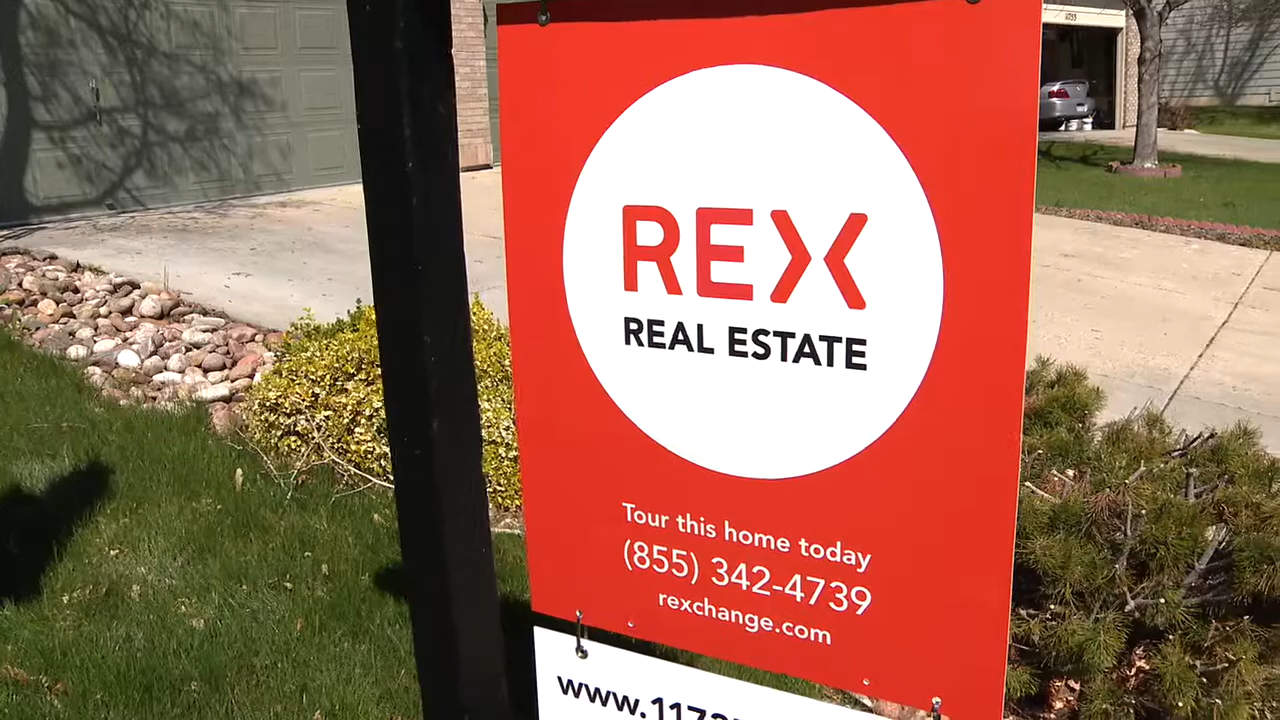 REX
REAL ESTATE
Tour this home today
(855) 342-4739
rexchange.com